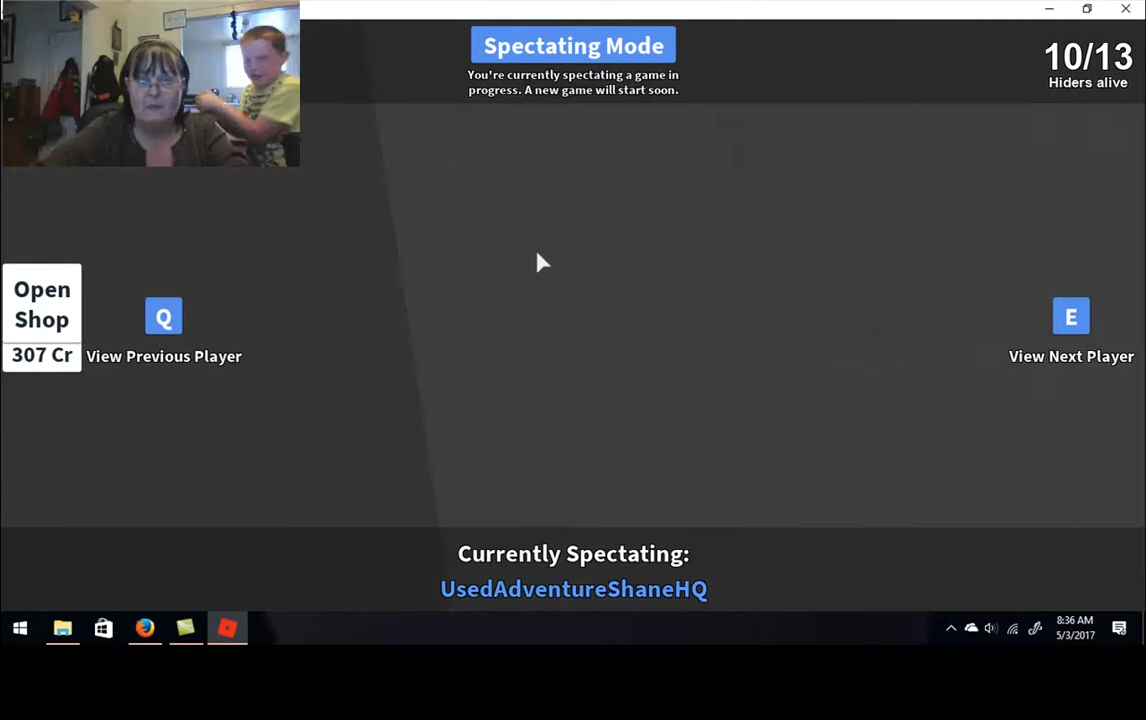 Spectating Mode
You're currently spectating a game in
progress. A new game will start soon.
10/13
Hiders alive
Open
Shop
307 Cr
Q
View Previous Player
E
View Next Player
Currently Spectating:
UsedAdventureShaneHQ
8:36 AM
5/3/2017